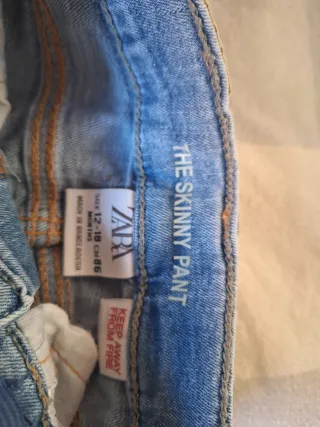 THE SKINNY PANT
ZARA
SIZE 12-18 CM 86
MONTHS
MADE IN BANGLADESH
KEEP AWAY
FROM FIRE